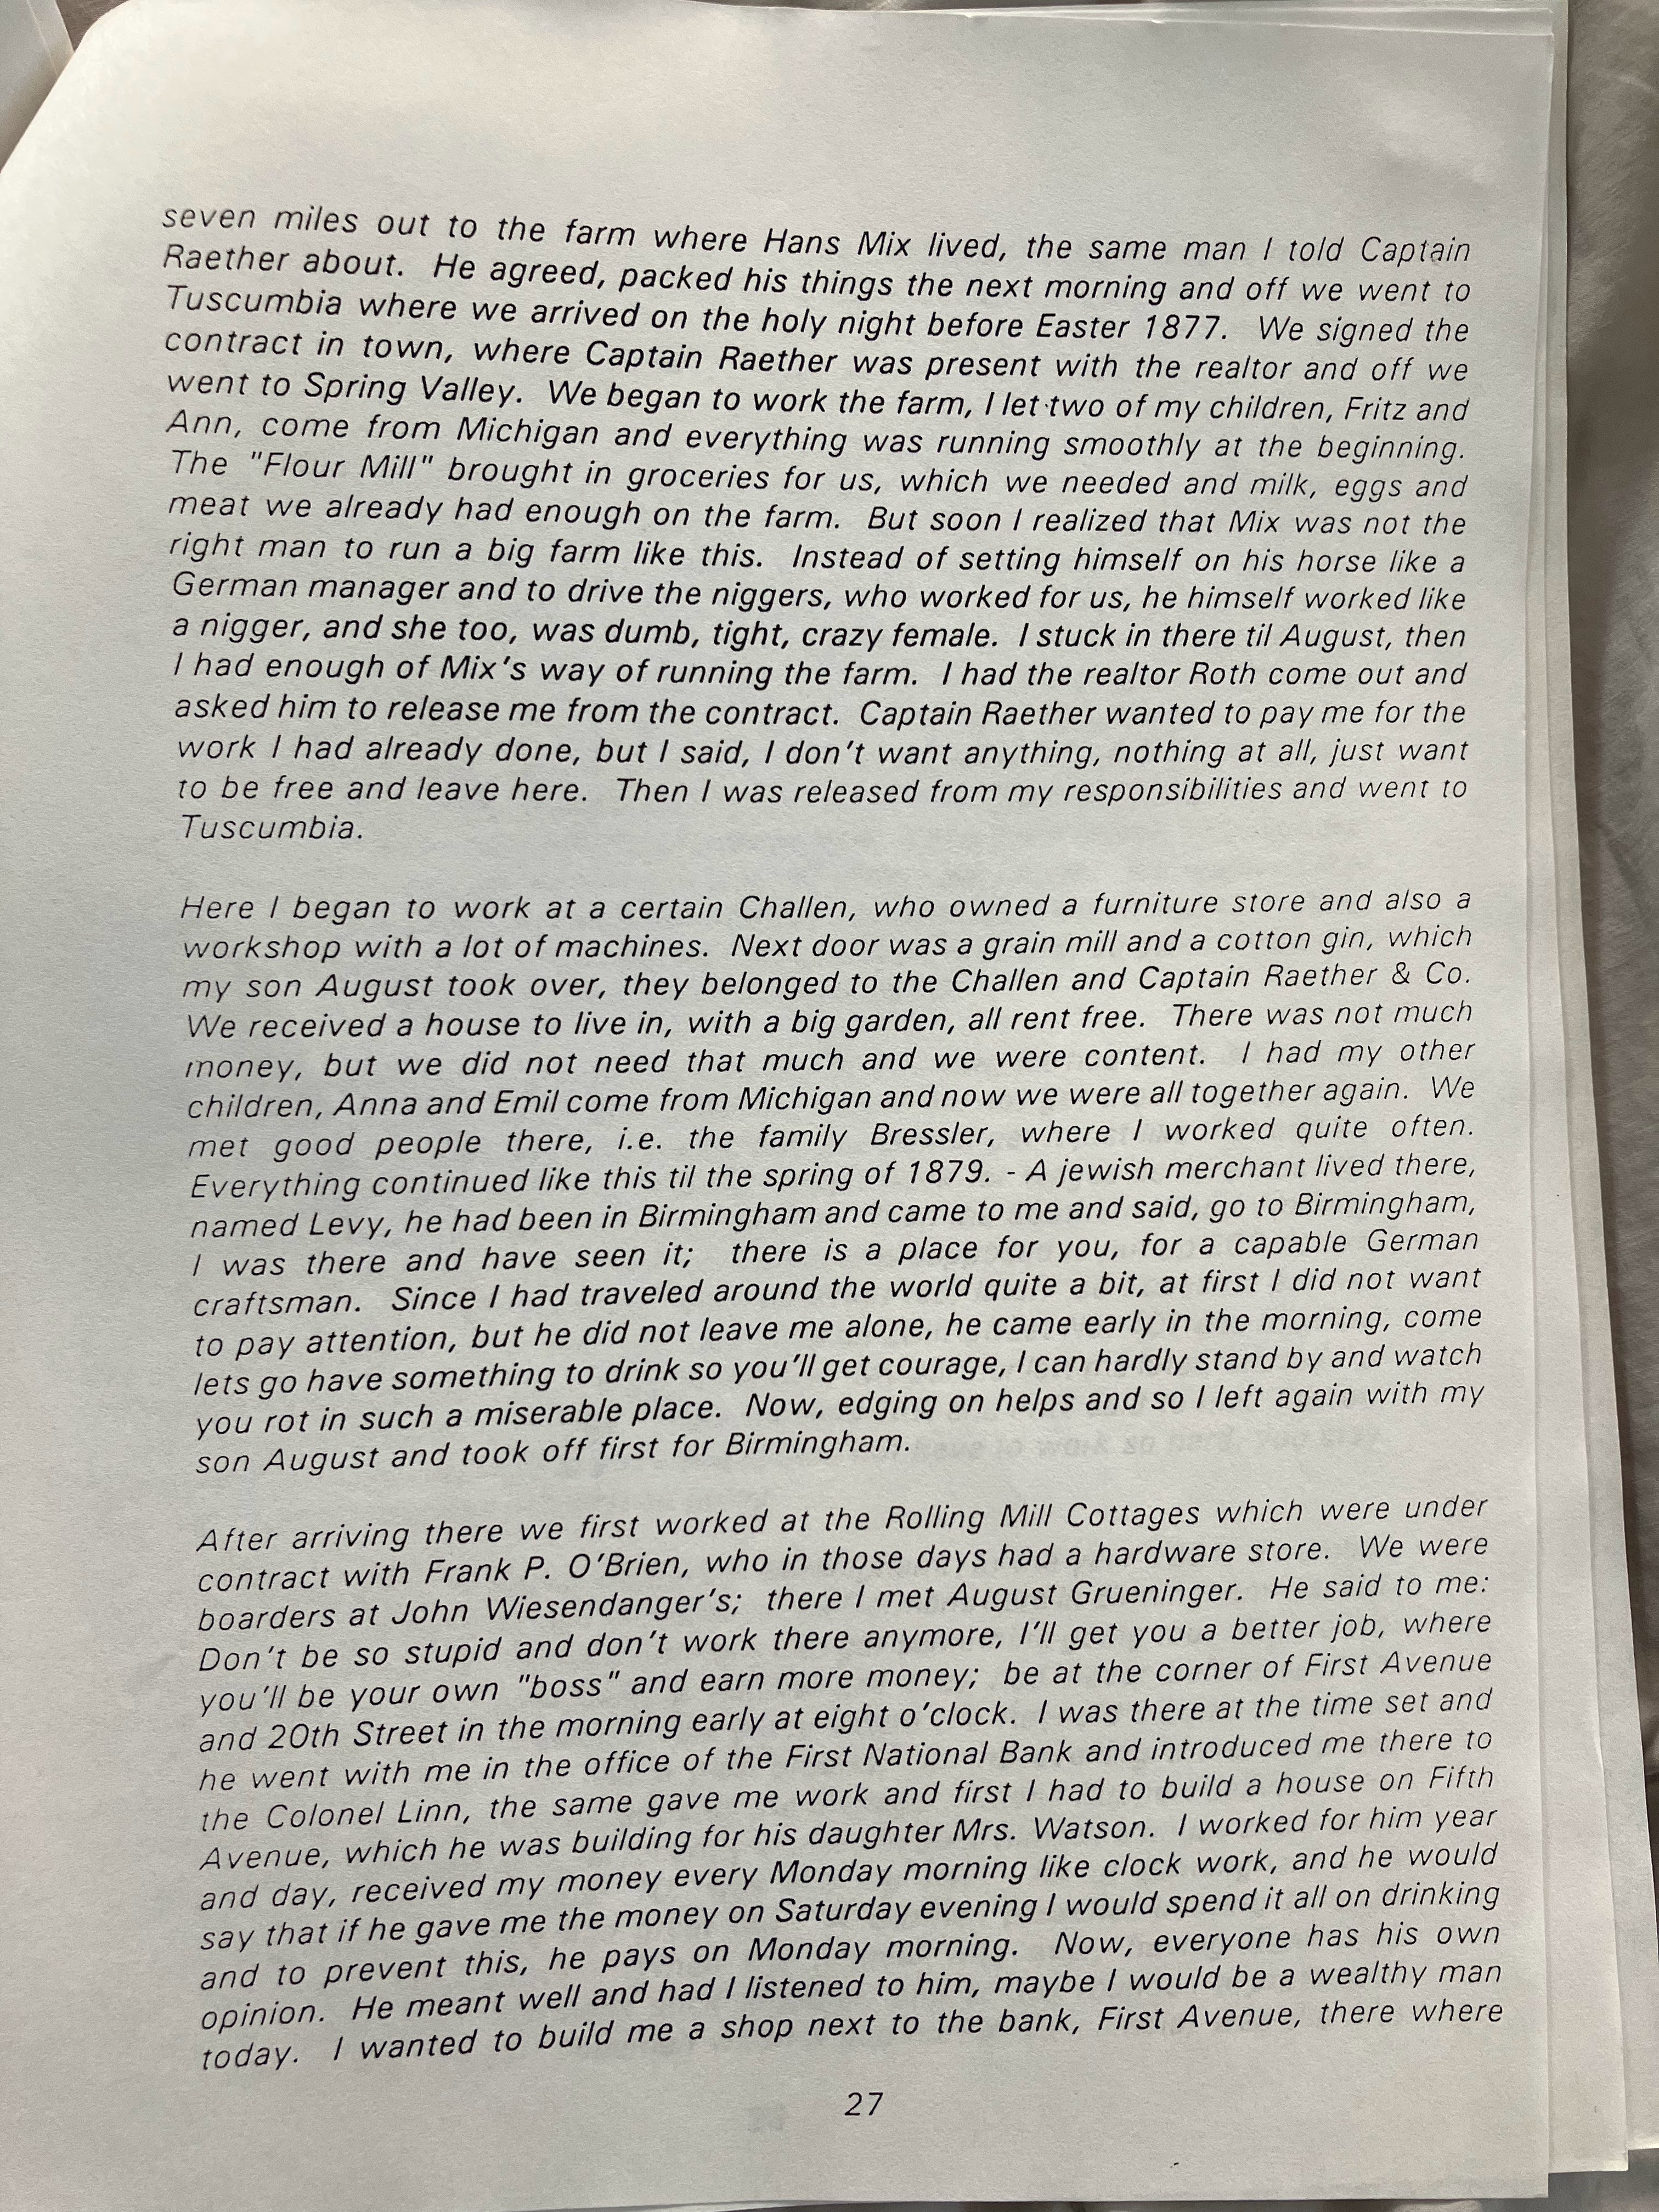 seven miles out to the farm where Hans Mix lived, the same man I told Captain
Raether about. He agreed, packed his things the next morning and off we went to
Tuscumbia where we arrived on the holy night before Easter 1877. We signed the
contract in town, where Captain Raether was present with the realtor and off we
went to Spring Valley. We began to work the farm, I let two of my children, Fritz and
Ann, come from Michigan and everything was running smoothly at the beginning.
The "Flour Mill" brought in groceries for us, which we needed and milk, eggs and
meat we already had enough on the farm. But soon I realized that Mix was not the
right man to run a big farm like this. Instead of setting himself on his horse like a
German manager and to drive the niggers, who worked for us, he himself worked like
a nigger, and she too, was dumb, tight, crazy female. I stuck in there til August, then
I had enough of Mix's way of running the farm. I had the realtor Roth come out and
asked him to release me from the contract. Captain Raether wanted to pay me for the
work I had already done, but I said, I don't want anything, nothing at all, just want
to be free and leave here. Then I was released from my responsibilities and went to
Tuscumbia.
Here I began to work at a certain Challen, who owned a furniture store and also a
workshop with a lot of machines. Next door was a grain mill and a cotton gin, which
my son August took over, they belonged to the Challen and Captain Raether & Co.
We received a house to live in, with a big garden, all rent free. There was not much
money, but we did not need that much and we were content. I had my other
children, Anna and Emil come from Michigan and now we were all together again. We
met good people there, i.e. the family Bressler, where I worked quite often.
Everything continued like this til the spring of 1879. - A jewish merchant lived there,
named Levy, he had been in Birmingham and came to me and said, go to Birmingham,
I was there and have seen it; there is a place for you, for a capable German
craftsman. Since I had traveled around the world quite a bit, at first I did not want
to pay attention, but he did not leave me alone, he came early in the morning, come
lets go have something to drink so you'll get courage, I can hardly stand by and watch
you rot in such a miserable place. Now, edging on helps and so I left again with my
son August and took off first for Birmingham.
After arriving there we first worked at the Rolling Mill Cottages which were under
contract with Frank P. O'Brien, who in those days had a hardware store. We were
boarders at John Wiesendanger's; there I met August Grueninger. He said to me:
Don't be so stupid and don't work there anymore, I'll get you a better job, where
you'll be your own "boss" and earn more money; be at the corner of First Avenue
and 20th Street in the morning early at eight o'clock. I was there at the time set and
he went with me in the office of the First National Bank and introduced me there to
the Colonel Linn, the same gave me work and first I had to build a house on Fifth
Avenue, which he was building for his daughter Mrs. Watson. I worked for him year
and day, received my money every Monday morning like clock work, and he would
say that if he gave me the money on Saturday evening I would spend it all on drinking
and to prevent this, he pays on Monday morning. Now, everyone has his own
opinion. He meant well and had I listened to him, maybe I would be a wealthy man
today. I wanted to build me a shop next to the bank, First Avenue, there where
27